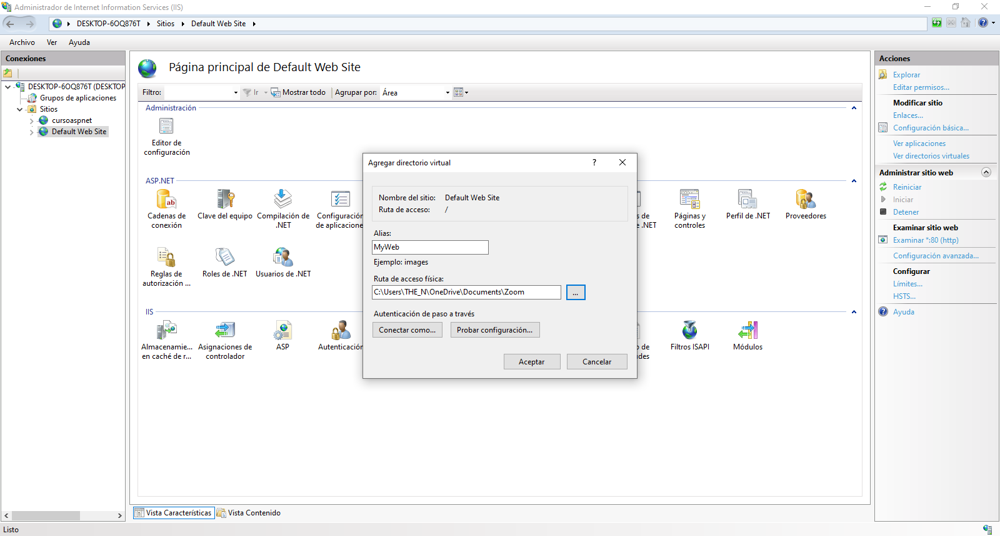 Administrador de Internet Information Services (IIS)
DESKTOP-6OQ876T
Sitios
Default Web Site
Archivo
Ver
Ayuda
Conexiones
DESKTOP-6OQ876T (DESKTOP
Grupos de aplicaciones
Sitios
cursoaspnet
Default Web Site
Página principal de Default Web Site
Filtro:
Ir
Mostrar todo
Agrupar por:
Área
Administración
Editor de
configuración
ASP.NET
Cadenas de
conexión
Clave del equipo
Compilación de
.NET
Configuración
de aplicacione
s de
e .NET
Páginas y
controles
Perfil de .NET
Proveedores
Reglas de
autorización ...
Roles de .NET
Usuarios de .NET
IIS
Almacenamie...
en caché de r...
Asignaciones de
controlador
ASP
Autenticación
o de
des
Filtros ISAPI
Módulos
Agregar directorio virtual
?
Nombre del sitio:
Default Web Site
Ruta de acceso:
/
Alias:
MyWeb
Ejemplo: images
Ruta de acceso física:
C:\Users\THE_N\OneDrive\Documents\Zoom
...
Autenticación de paso a través
Conectar como...
Probar configuración...
Aceptar
Cancelar
Vista Características
Vista Contenido
Acciones
Explorar
Editar permisos...
Modificar sitio
Enlaces...
Configuración básica...
Ver aplicaciones
Ver directorios virtuales
Administrar sitio web
Reiniciar
Iniciar
Detener
Examinar sitio web
Examinar *:80 (http)
Configuración avanzada...
Configurar
Límites...
HSTS...
Ayuda
Listo